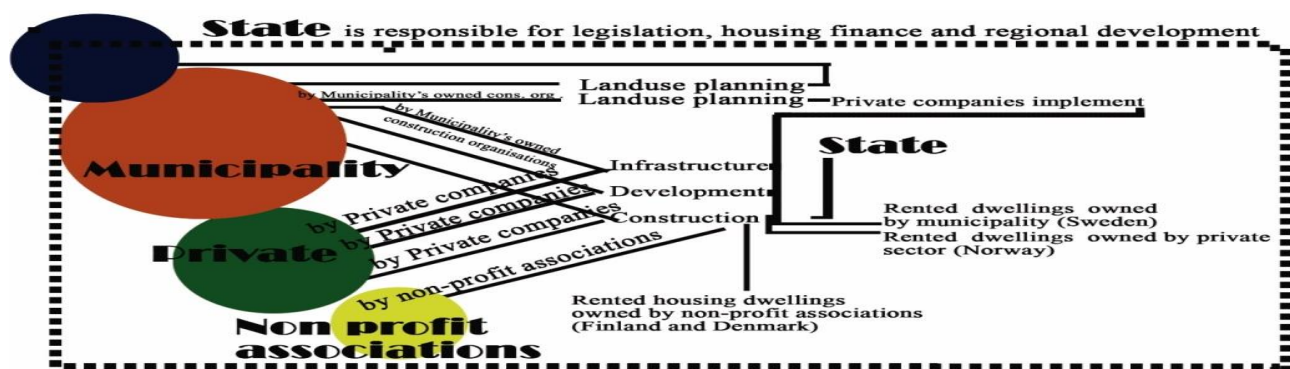 State is responsible for legislation, housing finance and regional development
Landuse planning
by Municipality's owned cons. org. Landuse planning
Private companies implement
by Municipality's owned
construction organisations
State
Municipality
Infrastructure
Development
Construction
by Private companies
by Private companies
by Private companies
by non-profit associations
Private
Rented dwellings owned
by municipality (Sweden)
Rented dwellings owned by private
sector (Norway)
Rented housing dwellings
owned by non-profit associations
(Finland and Denmark)
Non profit
associations